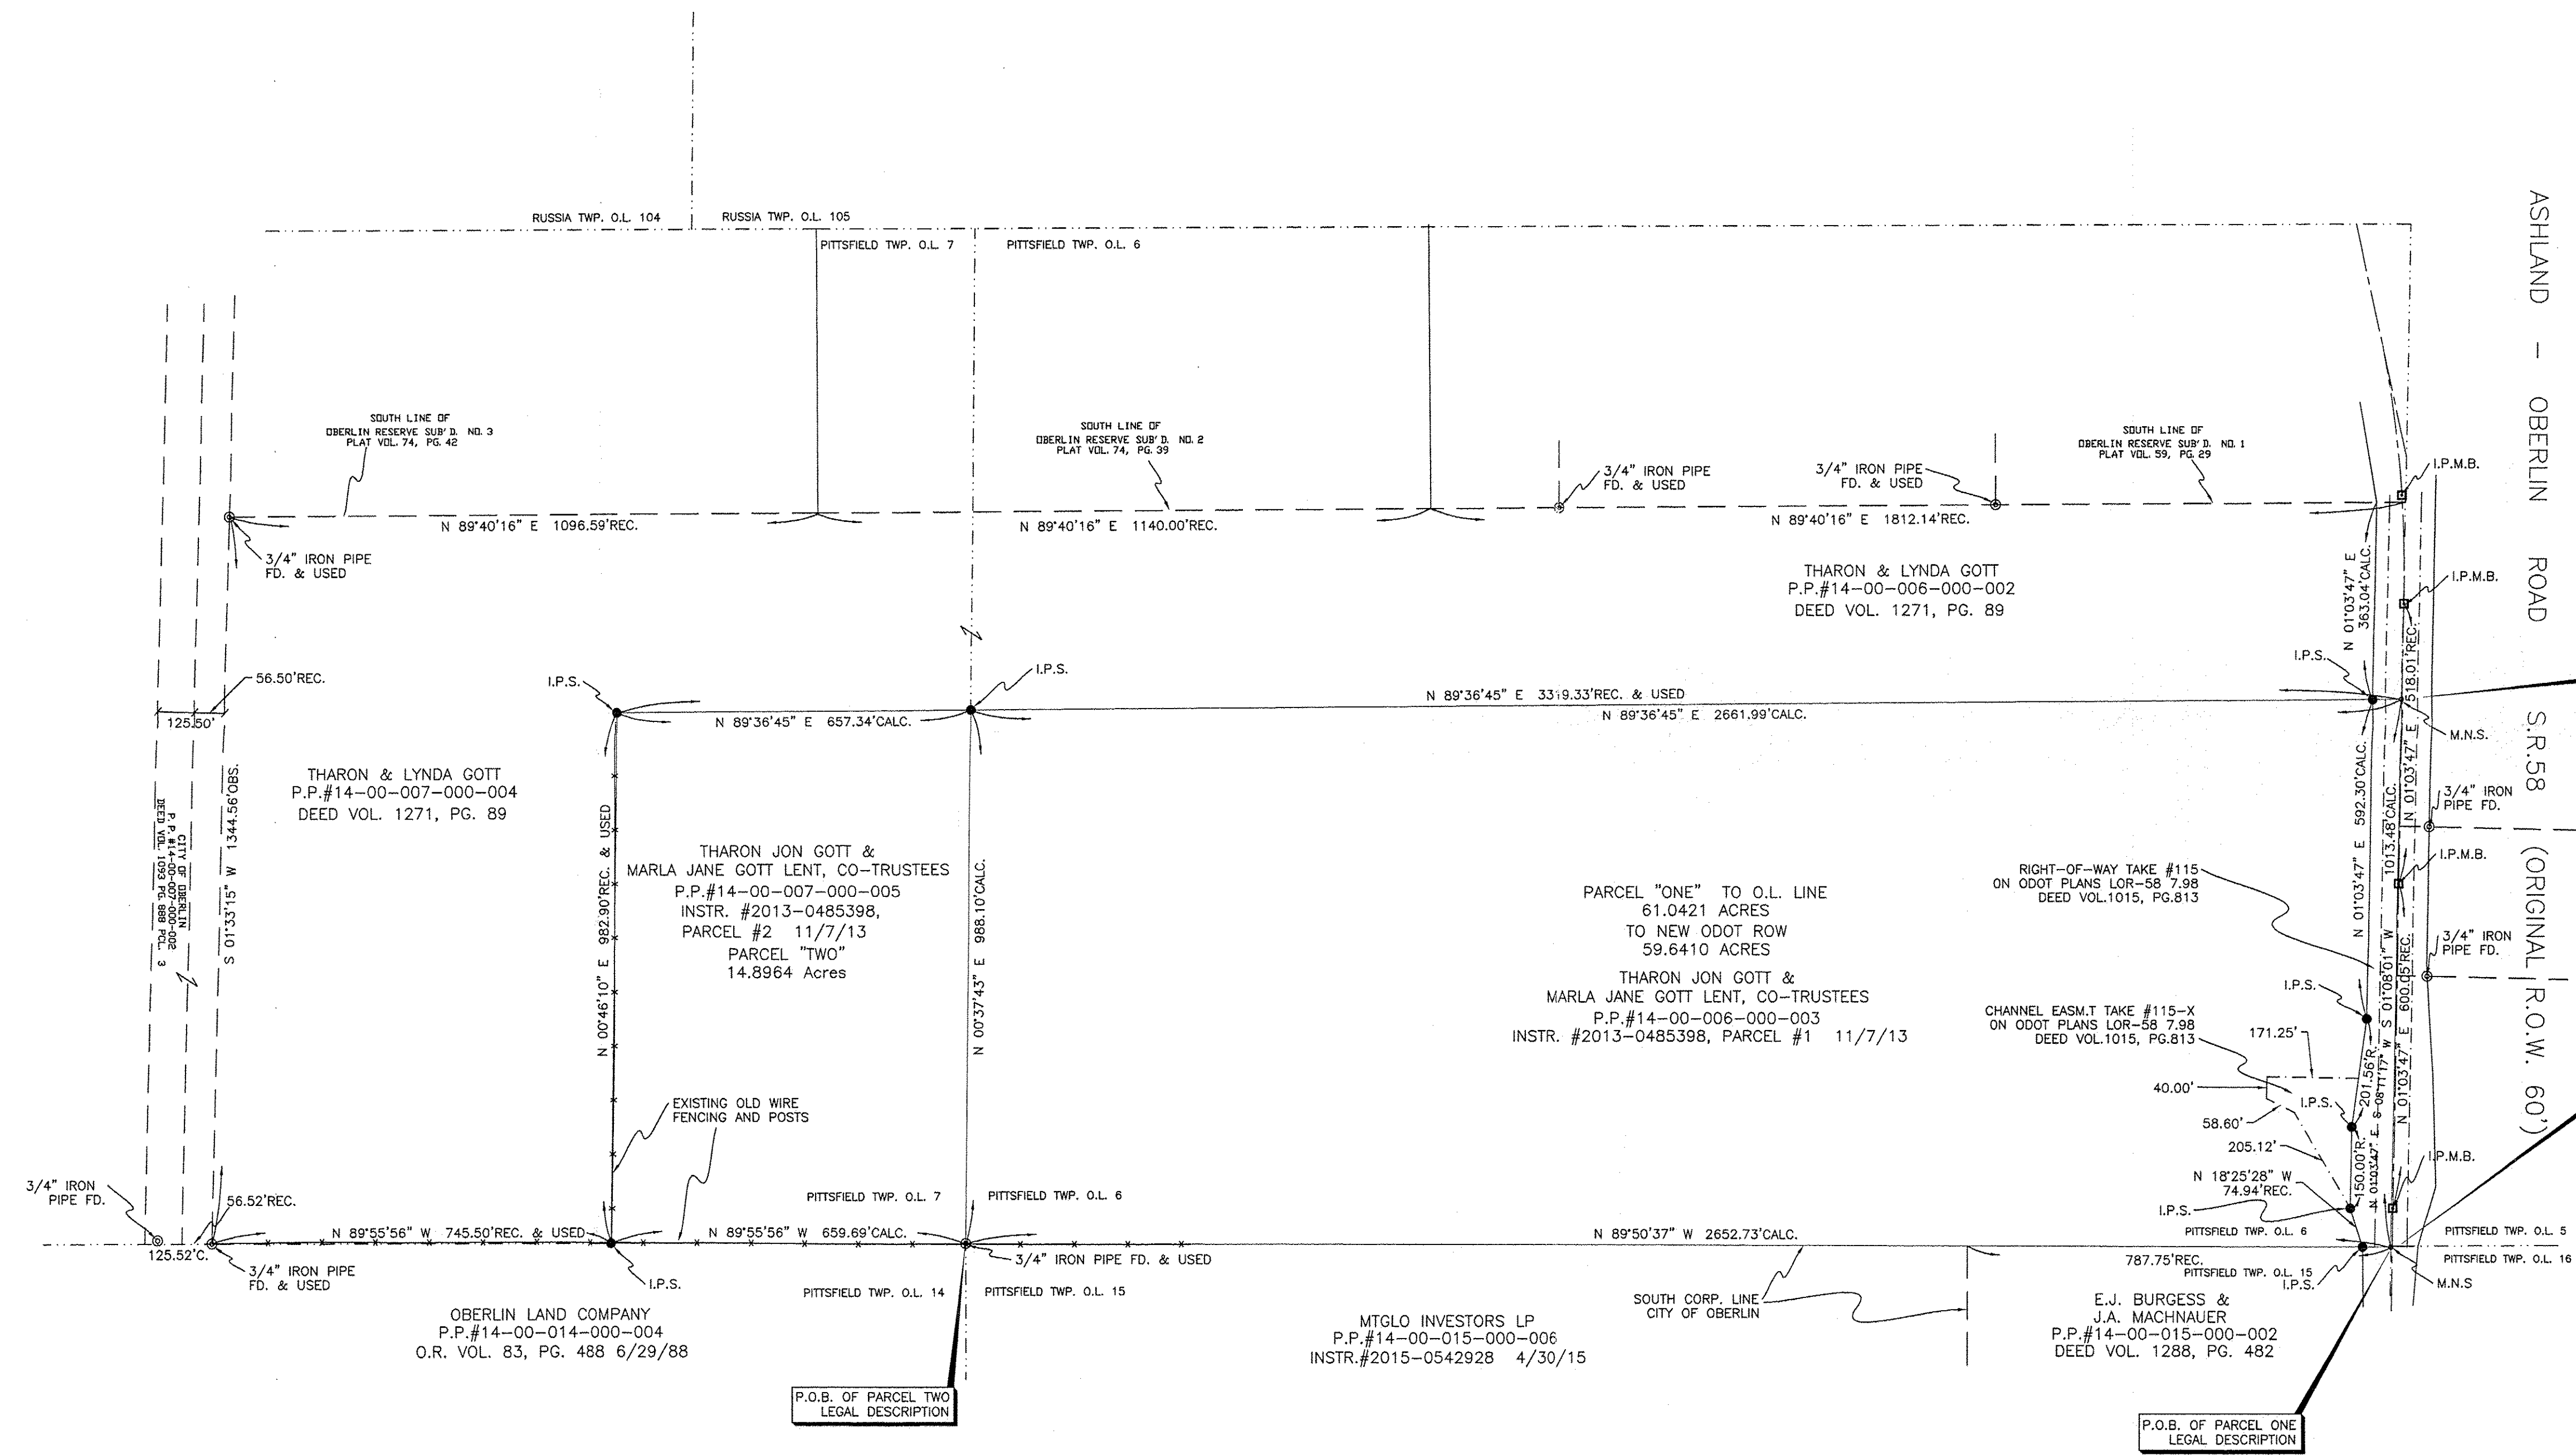 RUSSIA TWP. O.L. 104
RUSSIA TWP. O.L. 105
PITTSFIELD TWP. O.L. 7
PITTSFIELD TWP. O.L. 6
ASHLAND - OBERLIN ROAD S.R.58 (ORIGINAL R.O.W. 60')
SOUTH LINE OF
OBERLIN RESERVE SUB'D. NO. 3
PLAT VOL. 74, PG. 42
SOUTH LINE OF
OBERLIN RESERVE SUB'D. NO. 2
PLAT VOL. 74, PG. 39
SOUTH LINE OF
OBERLIN RESERVE SUB'D. NO. 1
PLAT VOL. 59, PG. 29
3/4" IRON PIPE
FD. & USED
3/4" IRON PIPE
FD. & USED
I.P.M.B.
N 89°40'16" E 1096.59'REC.
N 89°40'16" E 1140.00'REC.
N 89°40'16" E 1812.14'REC.
3/4" IRON PIPE
FD. & USED
THARON & LYNDA GOTT
P.P.#14-00-006-000-002
DEED VOL. 1271, PG. 89
N 01°03'47" E
363.04'CALC.
I.P.M.B.
N 01°03'47" E 518.01'REC.
56.50'REC.
125.50'
I.P.S.
I.P.S.
I.P.S.
N 89°36'45" E 3319.33'REC. & USED
N 89°36'45" E 657.34'CALC.
N 89°36'45" E 2661.99'CALC.
M.N.S.
THARON & LYNDA GOTT
P.P.#14-00-007-000-004
DEED VOL. 1271, PG. 89
S 01°33'15" W 1344.56'OBS.
CITY OF OBERLIN
P.P.#14-00-007-000-002
DEED VOL. 1093 PG. 888 PCL. 3
N 00°46'10" E 982.90'REC. & USED
THARON JON GOTT &
MARLA JANE GOTT LENT, CO-TRUSTEES
P.P.#14-00-007-000-005
INSTR. #2013-0485398,
PARCEL #2 11/7/13
PARCEL "TWO"
14.8964 Acres
N 00°37'43" E 988.10'CALC.
PARCEL "ONE" TO O.L. LINE
61.0421 ACRES
TO NEW ODOT ROW
59.6410 ACRES
THARON JON GOTT &
MARLA JANE GOTT LENT, CO-TRUSTEES
P.P.#14-00-006-000-003
INSTR. #2013-0485398, PARCEL #1 11/7/13
N 01°03'47" E 592.30'CALC.
S 01°08'01" W 1013.48'CALC.
N 01°03'47" E 600.05'REC.
3/4" IRON
PIPE FD.
I.P.M.B.
3/4" IRON
PIPE FD.
RIGHT-OF-WAY TAKE #115
ON ODOT PLANS LOR-58 7.98
DEED VOL.1015, PG.813
I.P.S.
CHANNEL EASM.T TAKE #115-X
ON ODOT PLANS LOR-58 7.98
DEED VOL.1015, PG.813
171.25'
40.00'
I.P.S.
58.60'
205.12'
S 08°11'17" W
201.56'R.
N 01°03'47" E
150.00'R.
N 18°25'28" W
74.94'REC.
I.P.S.
I.P.M.B.
EXISTING OLD WIRE
FENCING AND POSTS
3/4" IRON
PIPE FD.
56.52'REC.
125.52'C.
N 89°55'56" W 745.50'REC. & USED
N 89°55'56" W 659.69'CALC.
PITTSFIELD TWP. O.L. 7
PITTSFIELD TWP. O.L. 6
N 89°50'37" W 2652.73'CALC.
PITTSFIELD TWP. O.L. 6
PITTSFIELD TWP. O.L. 5
3/4" IRON PIPE
FD. & USED
I.P.S.
3/4" IRON PIPE FD. & USED
787.75'REC.
PITTSFIELD TWP. O.L. 15
I.P.S.
PITTSFIELD TWP. O.L. 16
M.N.S
PITTSFIELD TWP. O.L. 14
PITTSFIELD TWP. O.L. 15
SOUTH CORP. LINE
CITY OF OBERLIN
OBERLIN LAND COMPANY
P.P.#14-00-014-000-004
O.R. VOL. 83, PG. 488 6/29/88
MTGLO INVESTORS LP
P.P.#14-00-015-000-006
INSTR.#2015-0542928 4/30/15
E.J. BURGESS &
J.A. MACHNAUER
P.P.#14-00-015-000-002
DEED VOL. 1288, PG. 482
P.O.B. OF PARCEL TWO
LEGAL DESCRIPTION
P.O.B. OF PARCEL ONE
LEGAL DESCRIPTION